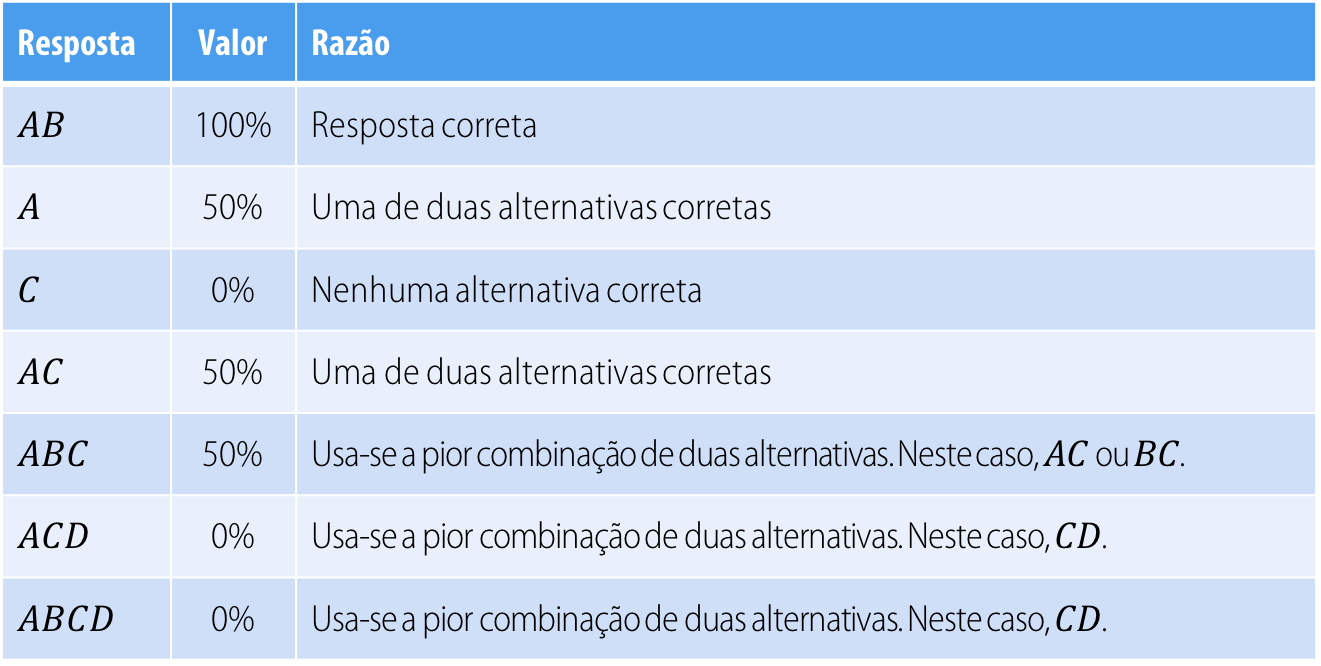 Resposta Valor Razão
AB 100% Resposta correta
A 50% Uma de duas alternativas corretas
C 0% Nenhuma alternativa correta
AC 50% Uma de duas alternativas corretas
ABC 50% Usa-se a pior combinação de duas alternativas. Neste caso, AC ou BC.
ACD 0% Usa-se a pior combinação de duas alternativas. Neste caso, CD.
ABCD 0% Usa-se a pior combinação de duas alternativas. Neste caso, CD.